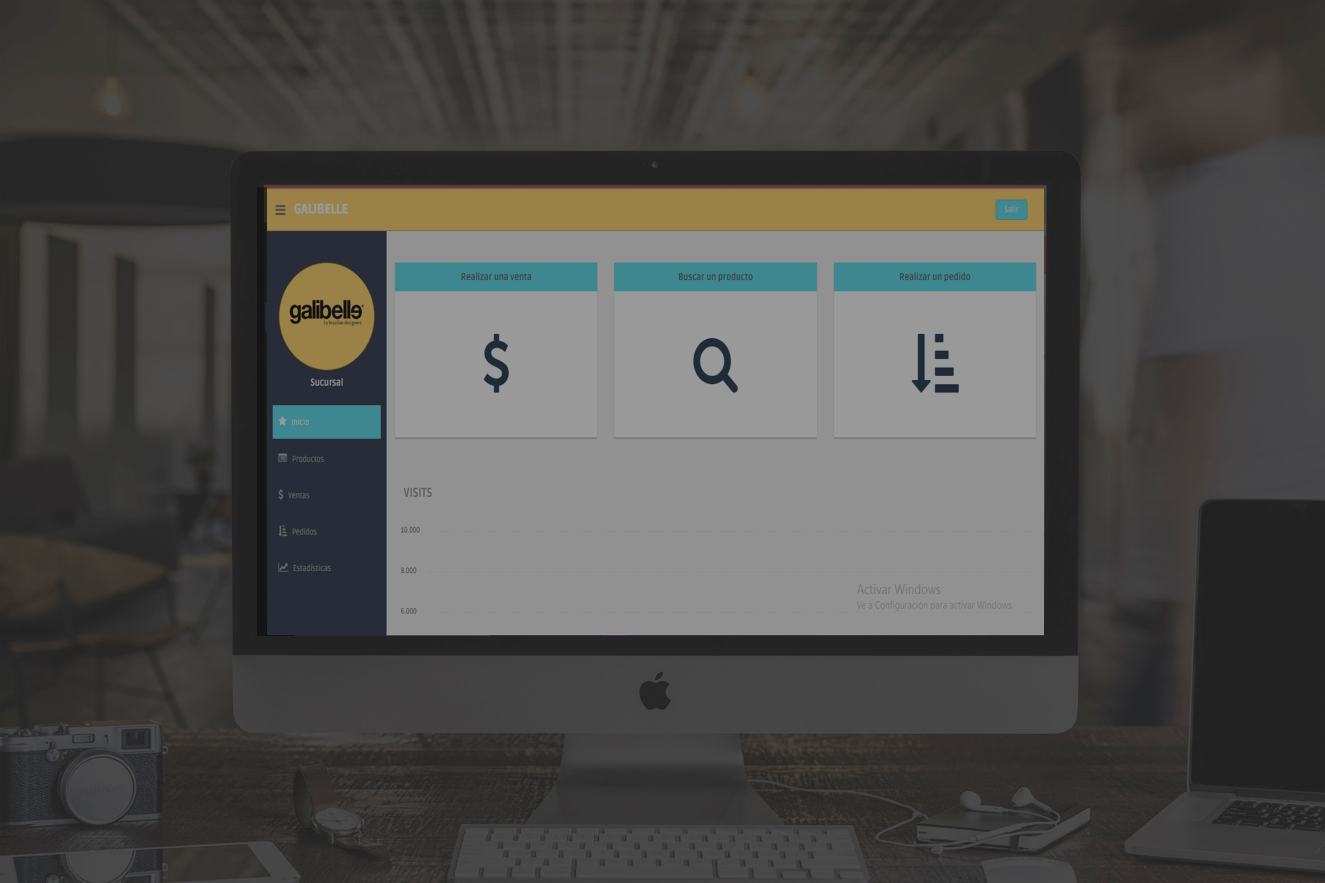 GALIBELLE
Salir
galibelle
by brazilian designers
Sucursal
Inicio
Productos
Ventas
Pedidos
Estadísticas
Realizar una venta
Buscar un producto
Realizar un pedido
VISITS
10.000
8.000
6.000
Activar Windows
Ve a Configuración para activar Windows.